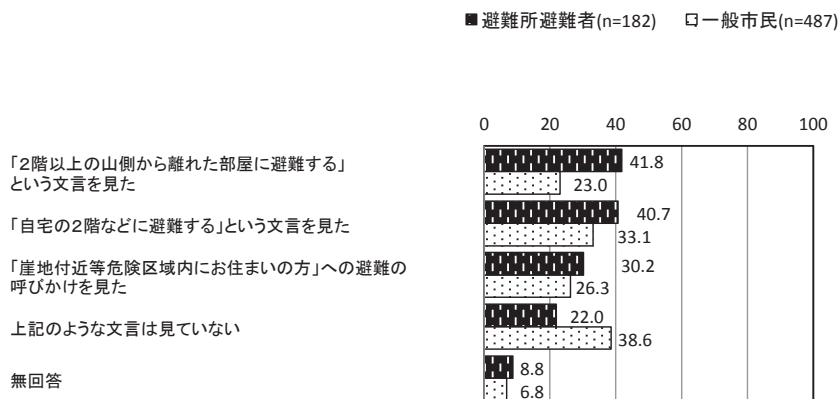 避難所避難者(n=182) 一般市民(n=487)
0 20 40 60 80 100
「2階以上の山側から離れた部屋に避難する」
という文言を見た
41.8
23.0
「自宅の2階などに避難する」という文言を見た
40.7
33.1
「崖地付近等危険区域内にお住まいの方」への避難の
呼びかけを見た
30.2
26.3
上記のような文言は見ていない
22.0
38.6
無回答
8.8
6.8